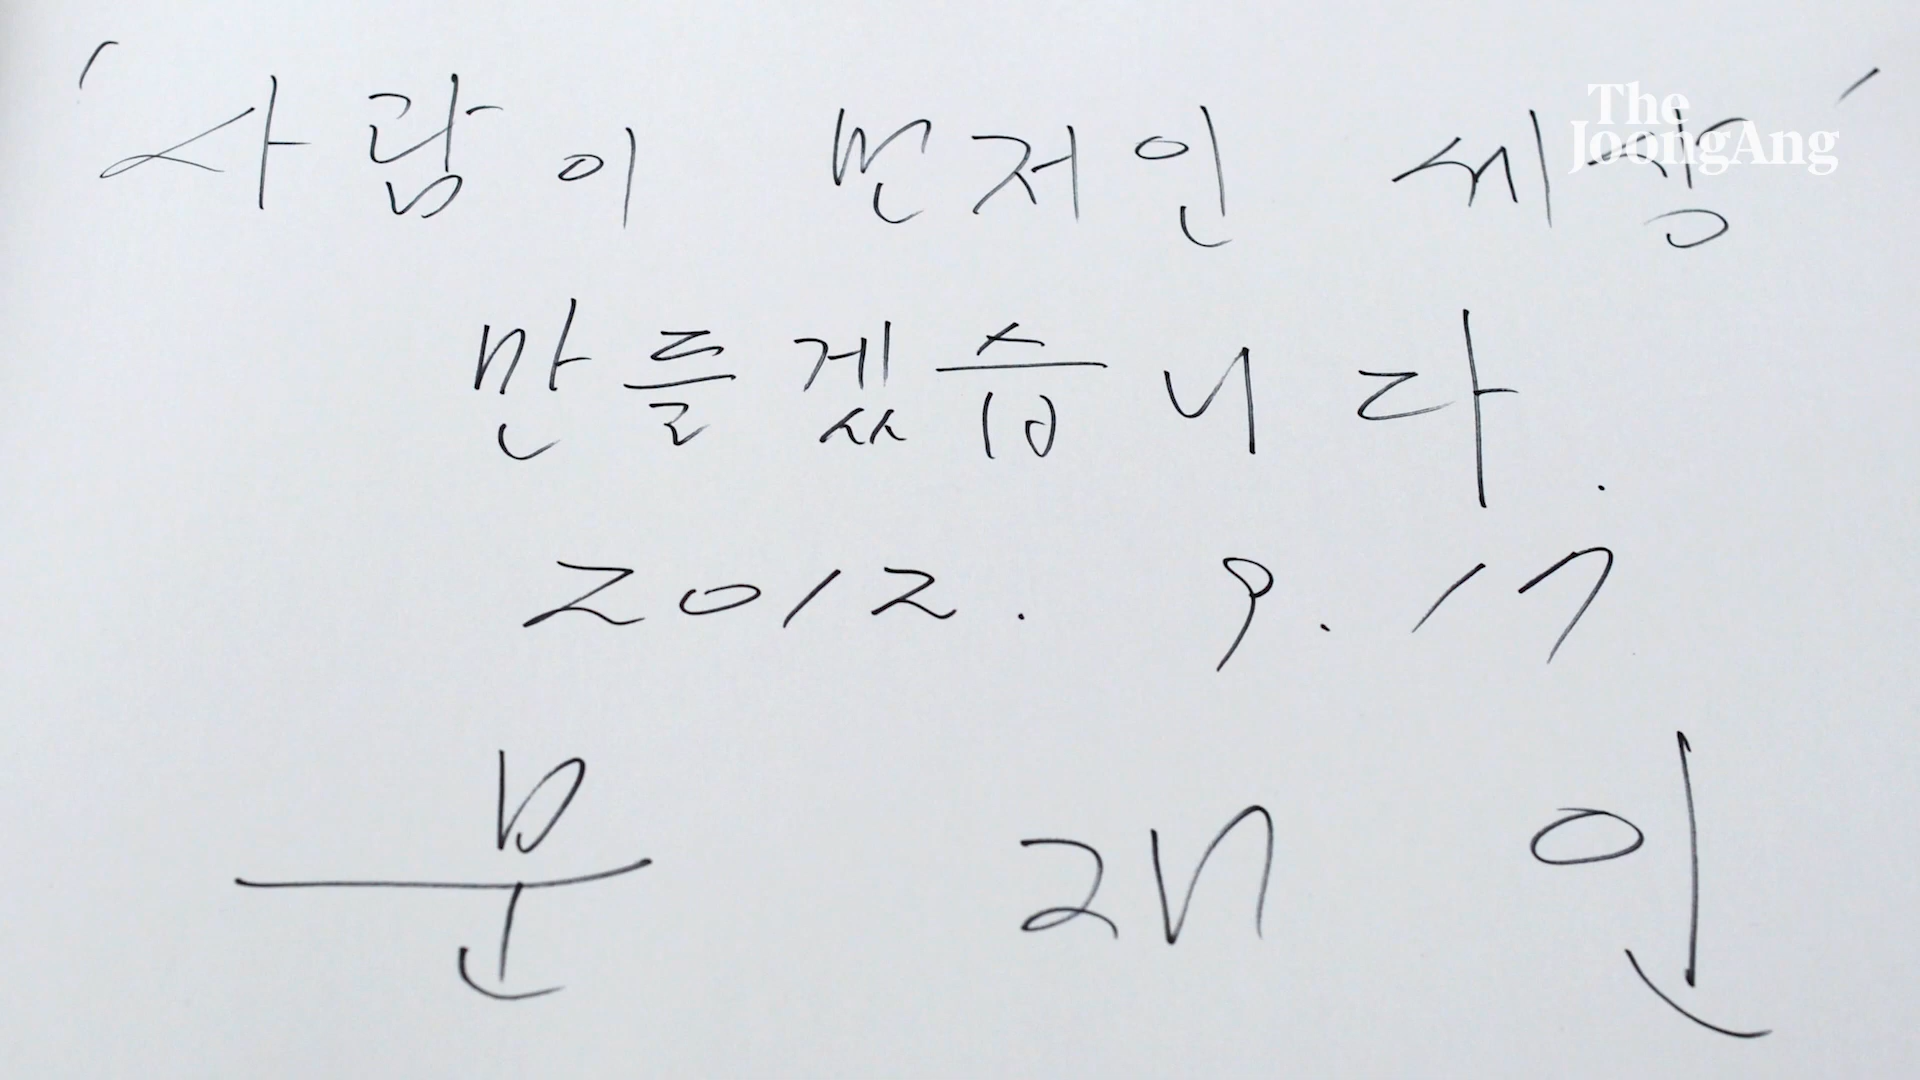 '사람이 먼저인 세상'
The
JoongAng
만들겠습니다.
2012. 9. 17
문 재 인